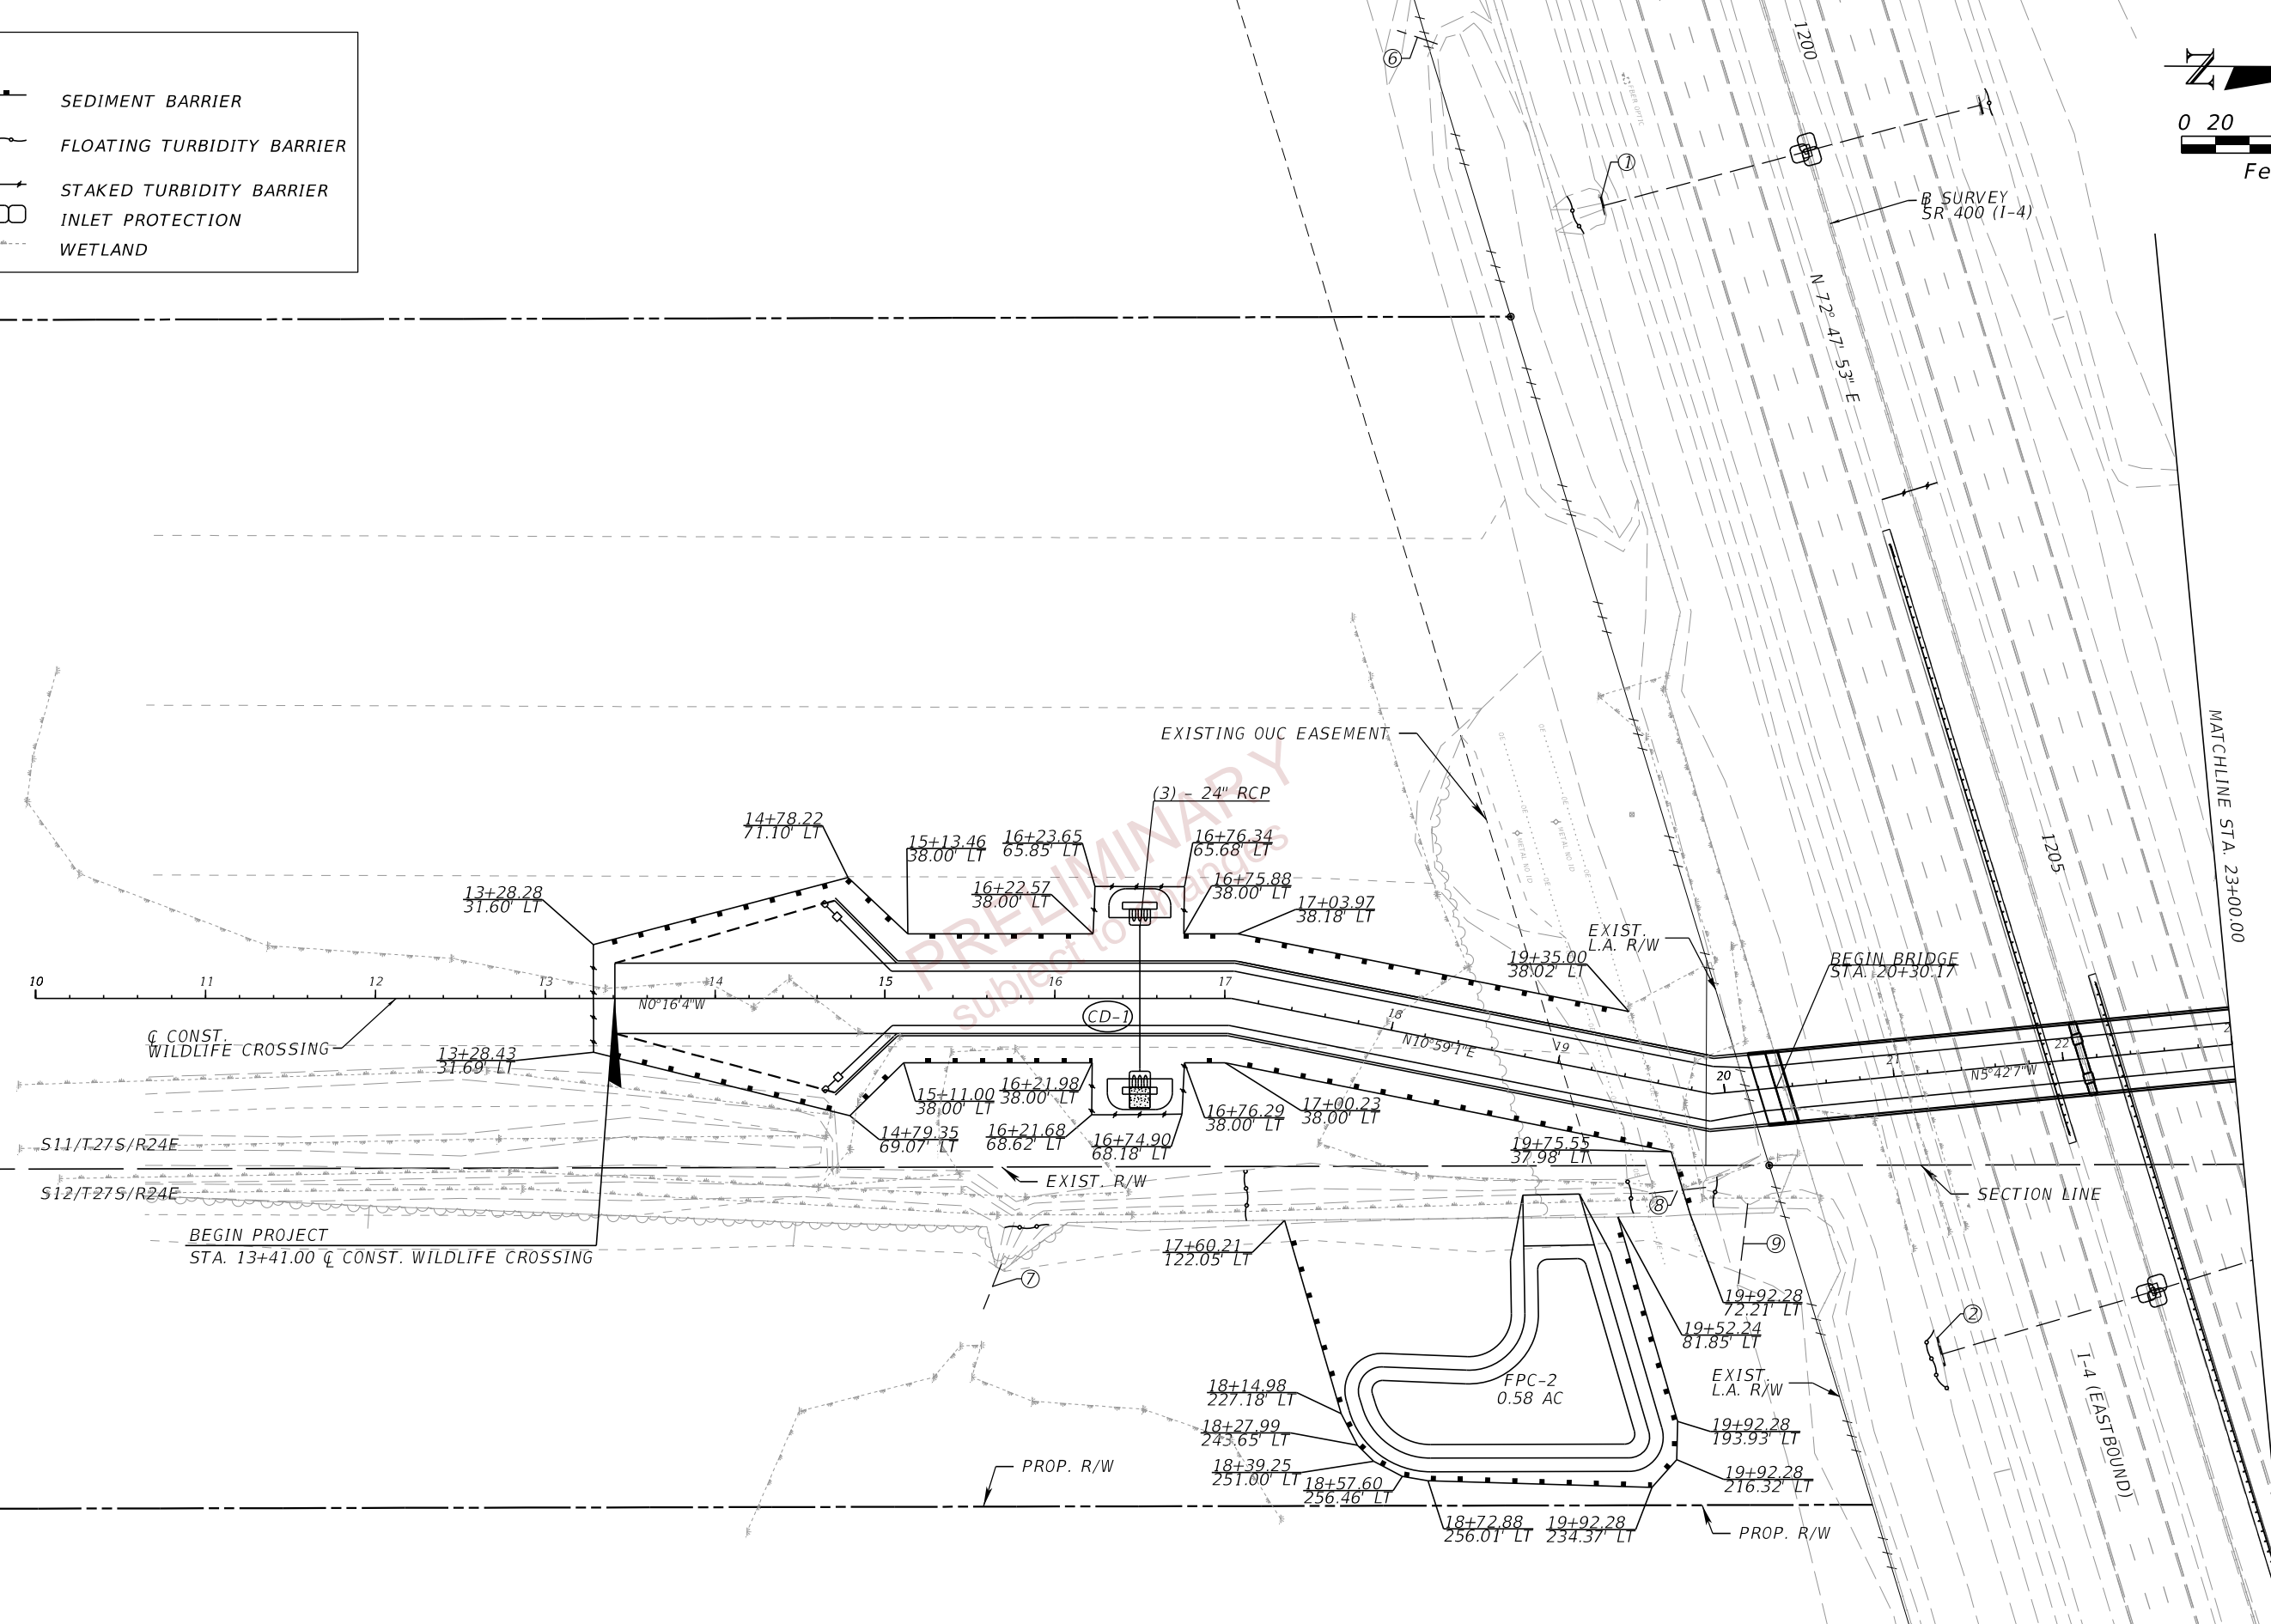 SEDIMENT BARRIER
FLOATING TURBIDITY BARRIER
STAKED TURBIDITY BARRIER
INLET PROTECTION
WETLAND
N
0 20
Fe
6
1
1200
FIBER OPTIC
B SURVEY
SR 400 (I-4)
N 72° 47' 53" E
MATCHLINE STA. 23+00.00
1205
I-4 (EASTBOUND)
2
EXISTING OUC EASEMENT
(3) - 24" RCP
PRELIMINARY
subject to changes
14+78.22
71.10' LT
15+13.46
38.00' LT
16+23.65
65.85' LT
16+76.34
65.68' LT
16+22.57
38.00' LT
16+75.88
38.00' LT
17+03.97
38.18' LT
13+28.28
31.60' LT
EXIST.
L.A. R/W
19+35.00
38.02' LT
BEGIN BRIDGE
STA. 20+30.17
10 11 12 13 14 15 16 17
18 19 20 21 22 2
N0°16'4"W
N10°59'1"E
N5°42'7"W
CD-1
℄ CONST.
WILDLIFE CROSSING
13+28.43
31.69' LT
15+11.00
38.00' LT
16+21.98
38.00' LT
14+79.35
69.07' LT
16+21.68
68.62' LT
16+74.90
68.18' LT
16+76.29
38.00' LT
17+00.23
38.00' LT
19+75.55
37.98' LT
S11/T27S/R24E
S12/T27S/R24E
EXIST. R/W
SECTION LINE
BEGIN PROJECT
STA. 13+41.00 ℄ CONST. WILDLIFE CROSSING
7
8
9
17+60.21
122.05' LT
19+92.28
72.21' LT
19+52.24
81.85' LT
EXIST.
L.A. R/W
FPC-2
0.58 AC
18+14.98
227.18' LT
18+27.99
243.65' LT
18+39.25
251.00' LT
18+57.60
256.46' LT
18+72.88
256.01' LT
19+92.28
234.37' LT
19+92.28
193.93' LT
19+92.28
216.32' LT
PROP. R/W
PROP. R/W